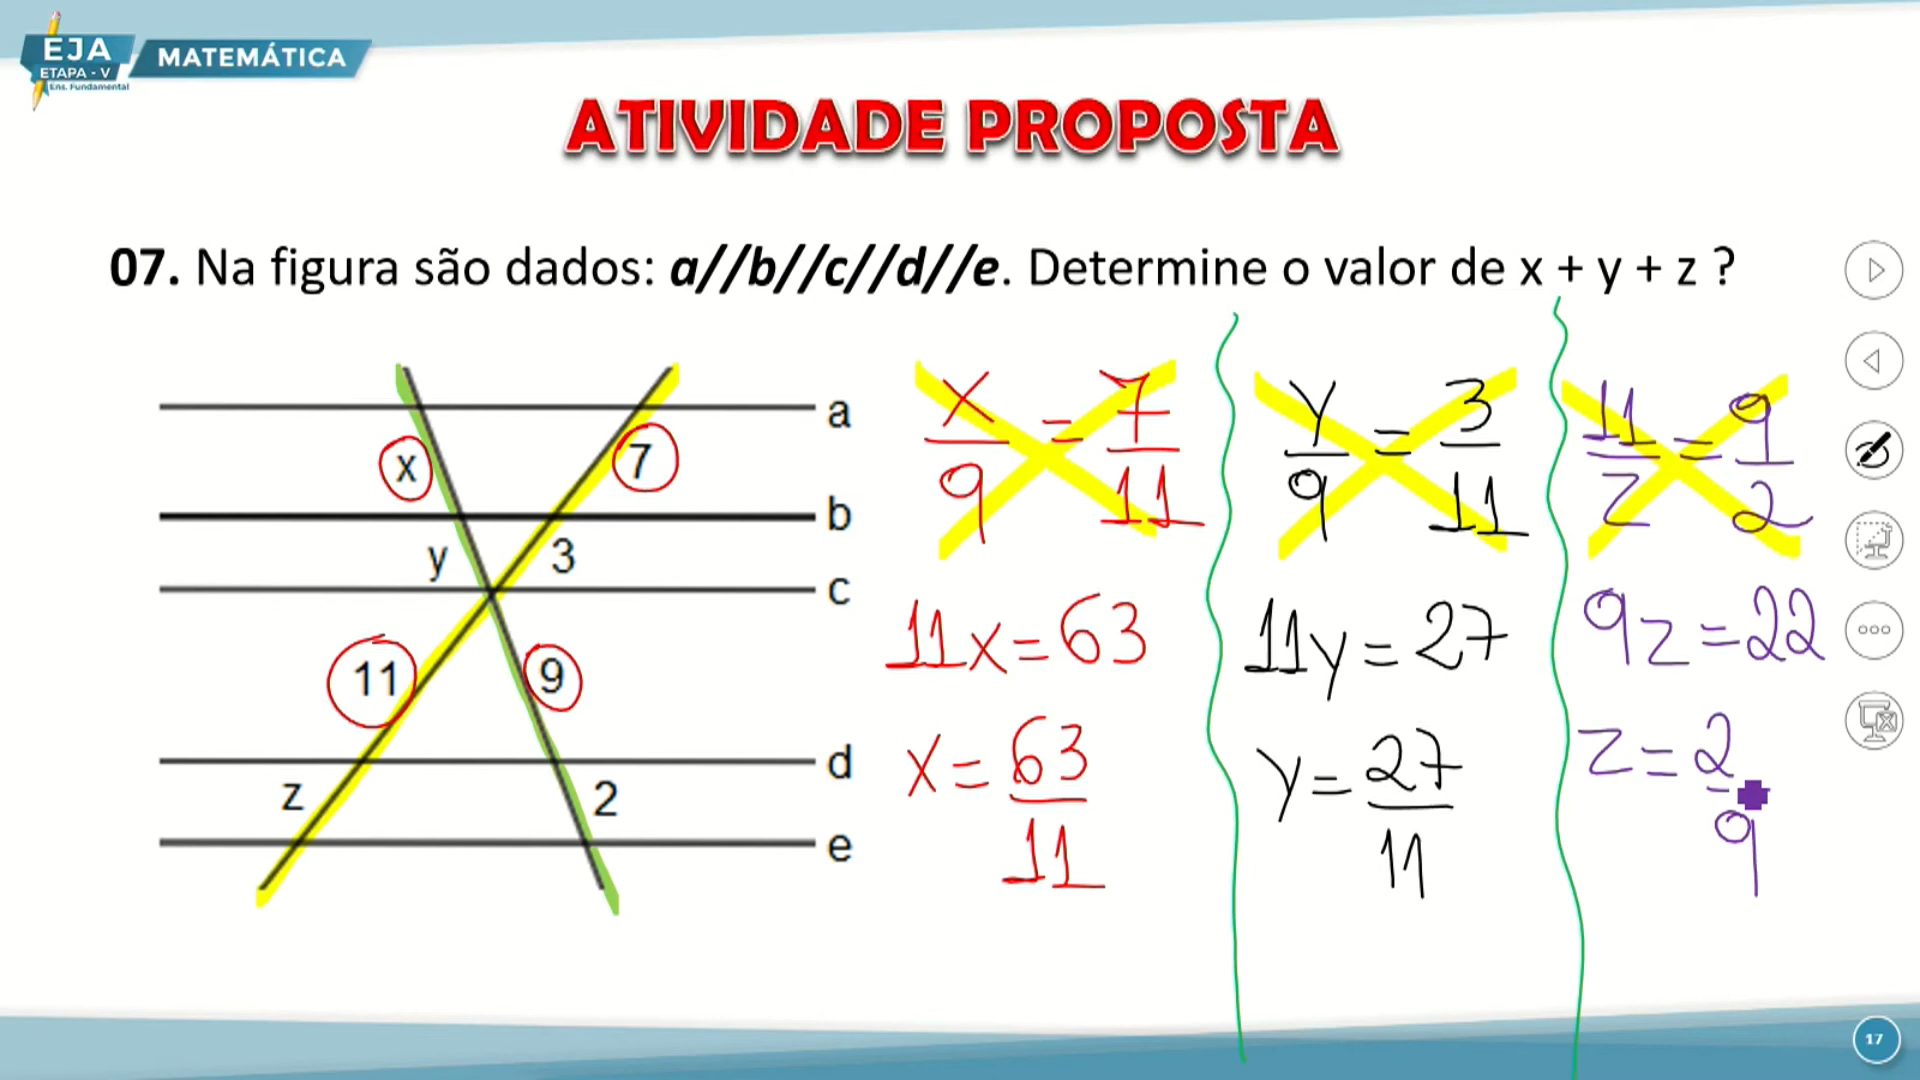 EJA
ETAPA - V
Ens. Fundamental
MATEMÁTICA
ATIVIDADE PROPOSTA
07. Na figura são dados: a//b//c//d//e. Determine o valor de x + y + z ?
a
x
7
b
y
3
c
11
9
d
z
2
e
x/9 = 7/11
11x = 63
x = 63/11
y/9 = 3/11
11y = 27
y = 27/11
11/z = 9/2
9z = 22
z = 2/9
17